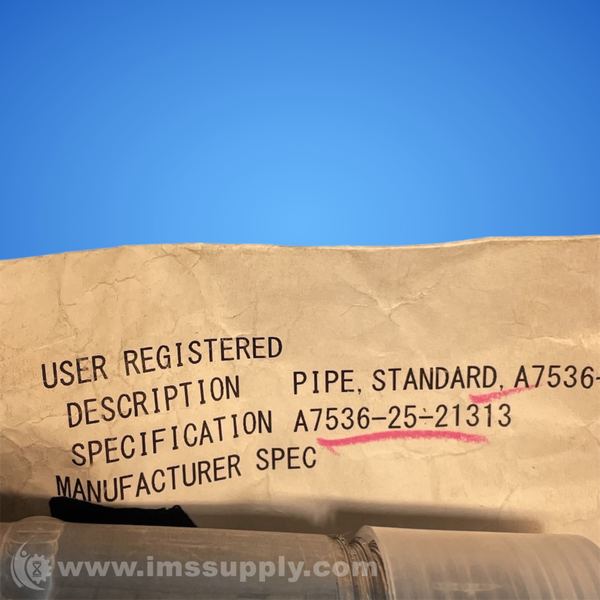 USER REGISTERED
DESCRIPTION PIPE, STANDARD, A7536-
SPECIFICATION A7536-25-21313
MANUFACTURER SPEC
www.imssupply.com